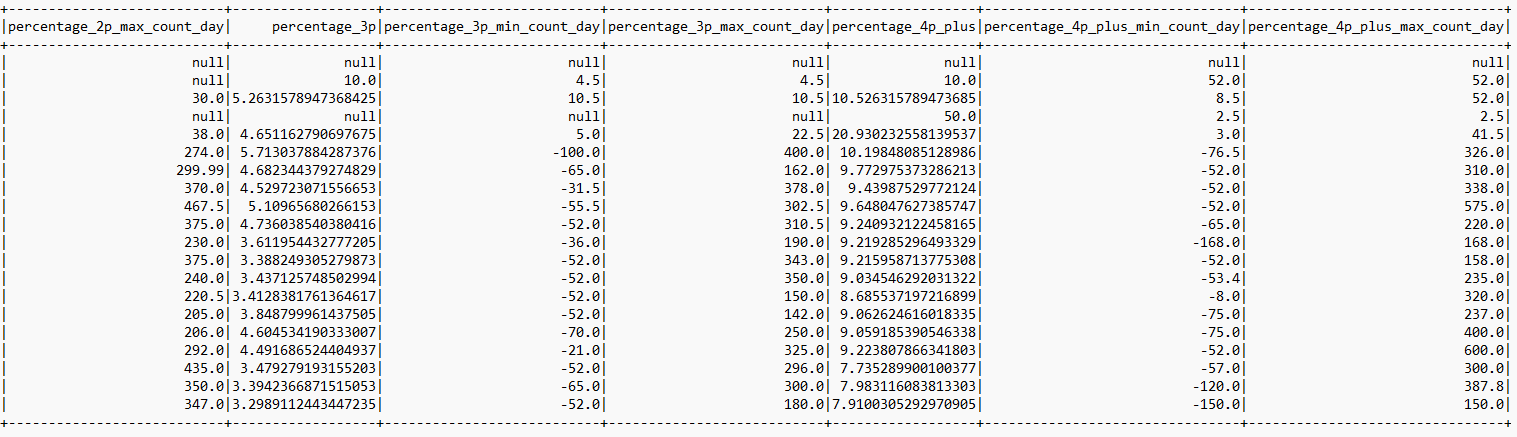 +-----------------------+------------------+-----------------------+-----------------------+------------------+----------------------------+----------------------------+
|percentage_2p_max_count_day|     percentage_3p|percentage_3p_min_count_day|percentage_3p_max_count_day|percentage_4p_plus|percentage_4p_plus_min_count_day|percentage_4p_plus_max_count_day|
+-----------------------+------------------+-----------------------+-----------------------+------------------+----------------------------+----------------------------+
| null| null| null| null| null| null| null|
| null| 10.0| 4.5| 4.5| 10.0| 52.0| 52.0|
| 30.0|5.2631578947368425| 10.5| 10.5|10.526315789473685| 8.5| 52.0|
| null| null| null| null| 50.0| 2.5| 2.5|
| 38.0| 4.651162790697675| 5.0| 22.5|20.930232558139537| 3.0| 41.5|
| 274.0| 5.713037884287376| -100.0| 400.0| 10.19848085128986| -76.5| 326.0|
| 299.99| 4.682344379274829| -65.0| 162.0| 9.772975373286213| -52.0| 310.0|
| 370.0| 4.529723071556653| -31.5| 378.0| 9.43987529772124| -52.0| 338.0|
| 467.5| 5.10965680266153| -55.5| 302.5| 9.648047627385747| -52.0| 575.0|
| 375.0| 4.736038540380416| -52.0| 310.5| 9.240932122458165| -65.0| 220.0|
| 230.0| 3.611954432777205| -36.0| 190.0| 9.219285296493329| -168.0| 168.0|
| 375.0| 3.388249305279873| -52.0| 343.0| 9.215958713775308| -52.0| 158.0|
| 240.0| 3.437125748502994| -52.0| 350.0| 9.034546292031322| -53.4| 235.0|
| 220.5|3.4128381761364617| -52.0| 150.0| 8.685537197216899| -8.0| 320.0|
| 205.0| 3.848799961437505| -52.0| 142.0| 9.062624616018335| -75.0| 237.0|
| 206.0| 4.604534190333007| -70.0| 250.0| 9.059185390546338| -75.0| 400.0|
| 292.0| 4.491686524404937| -21.0| 325.0| 9.223807866341803| -52.0| 600.0|
| 435.0| 3.479279193155203| -52.0| 296.0| 7.735289900100377| -57.0| 300.0|
| 350.0|3.3942366871515053| -65.0| 300.0| 7.983116083813303| -120.0| 387.8|
| 347.0|3.2989112443447235| -52.0| 180.0|7.9100305292970905| -150.0| 150.0|
+-----------------------+------------------+-----------------------+-----------------------+------------------+----------------------------+----------------------------+